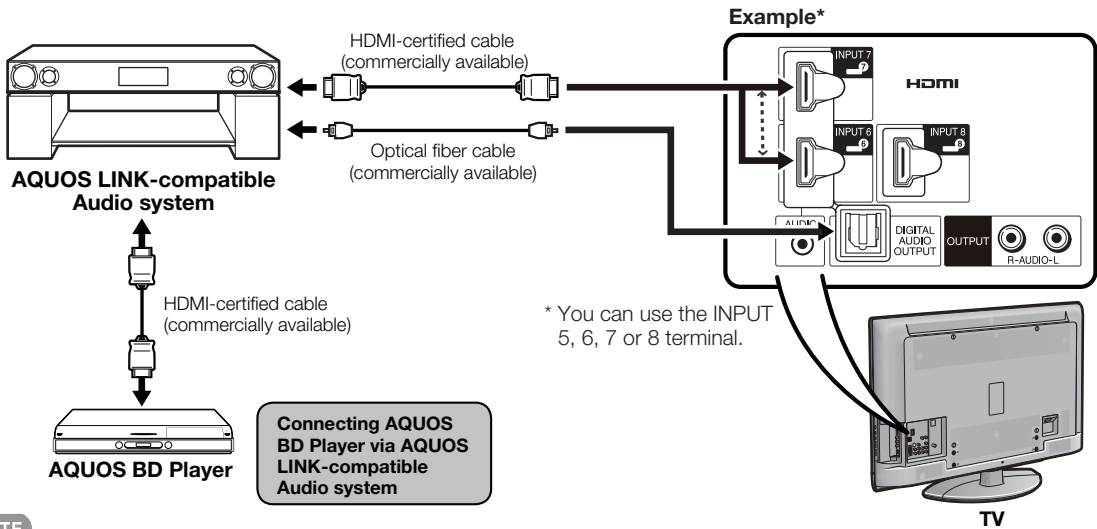 Example*
HDMI-certified cable
(commercially available)
Optical fiber cable
(commercially available)
AQUOS LINK-compatible
Audio system
INPUT 7
7
HDMI
INPUT 6
6
INPUT 8
8
AUDIO
DIGITAL
AUDIO
OUTPUT
OUTPUT
R-AUDIO-L
HDMI-certified cable
(commercially available)
* You can use the INPUT
5, 6, 7 or 8 terminal.
AQUOS BD Player
Connecting AQUOS
BD Player via AQUOS
LINK-compatible
Audio system
TV